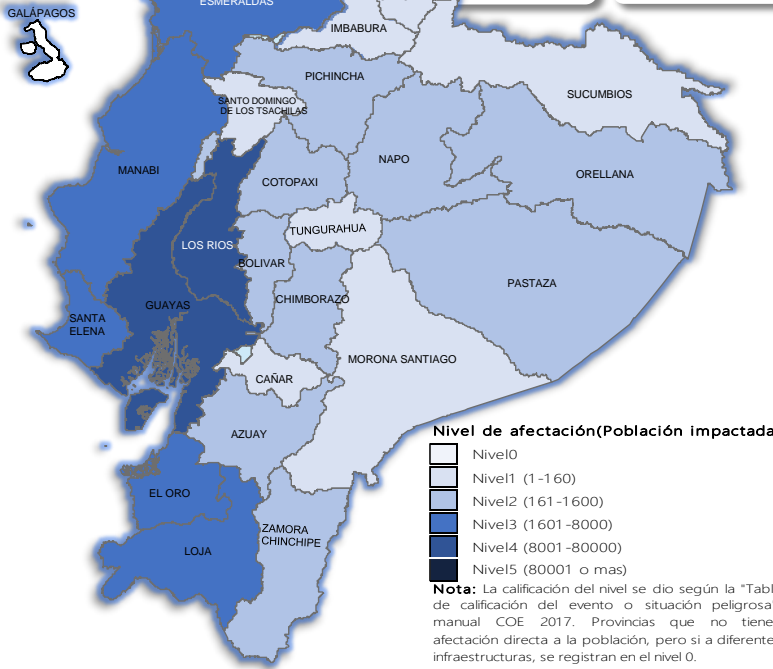 ESMERALDAS
GALÁPAGOS
IMBABURA
PICHINCHA
SUCUMBIOS
SANTO DOMINGO
DE LOS TSACHILAS
NAPO
MANABI
COTOPAXI
ORELLANA
TUNGURAHUA
LOS RIOS
BOLIVAR
PASTAZA
CHIMBORAZO
GUAYAS
SANTA
ELENA
MORONA SANTIAGO
CAÑAR
AZUAY
EL ORO
ZAMORA
CHINCHIPE
LOJA
Nivel de afectación(Población impactada
Nivel0
Nivel1 (1-160)
Nivel2 (161-1600)
Nivel3 (1601-8000)
Nivel4 (8001-80000)
Nivel5 (80001 o mas)
Nota: La calificación del nivel se dio según la "Tabl
de calificación del evento o situación peligrosa"
manual COE 2017. Provincias que no tiene
afectación directa a la población, pero si a diferente
infraestructuras, se registran en el nivel 0.